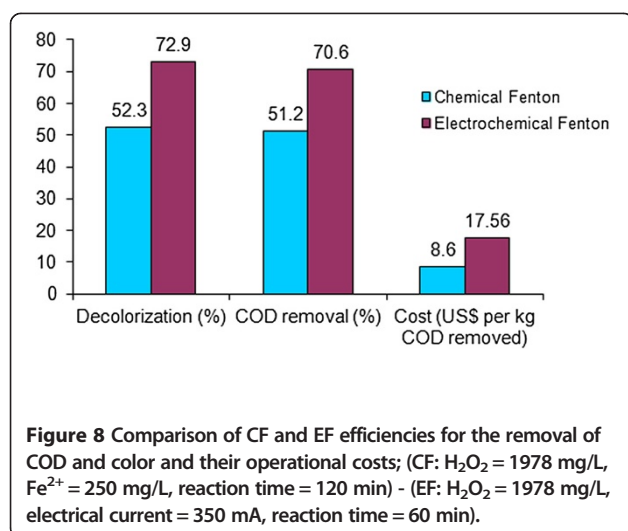 80
70
60
50
40
30
20
10
0
72.9
52.3
70.6
51.2
17.56
8.6
Chemical Fenton
Electrochemical Fenton
Decolorization (%)
COD removal (%)
Cost (US$ per kg
COD removed)
Figure 8 Comparison of CF and EF efficiencies for the removal of
COD and color and their operational costs; (CF: H₂O₂ = 1978 mg/L,
Fe²⁺ = 250 mg/L, reaction time = 120 min) - (EF: H₂O₂ = 1978 mg/L,
electrical current = 350 mA, reaction time = 60 min).